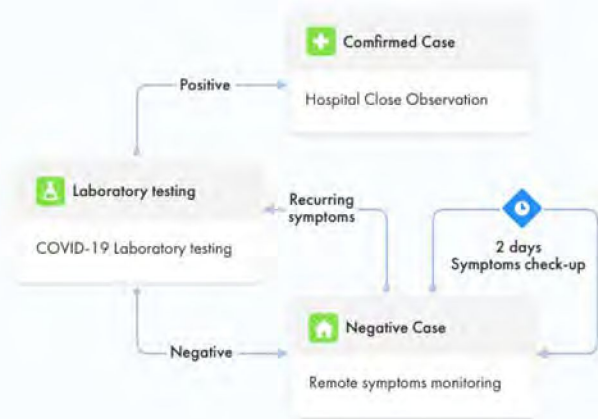 Comfirmed Case
Positive
Hospital Close Observation
Laboratory testing
Recurring
symptoms
COVID-19 Laboratory testing
2 days
Symptoms check-up
Negative Case
Negative
Remote symptoms monitoring